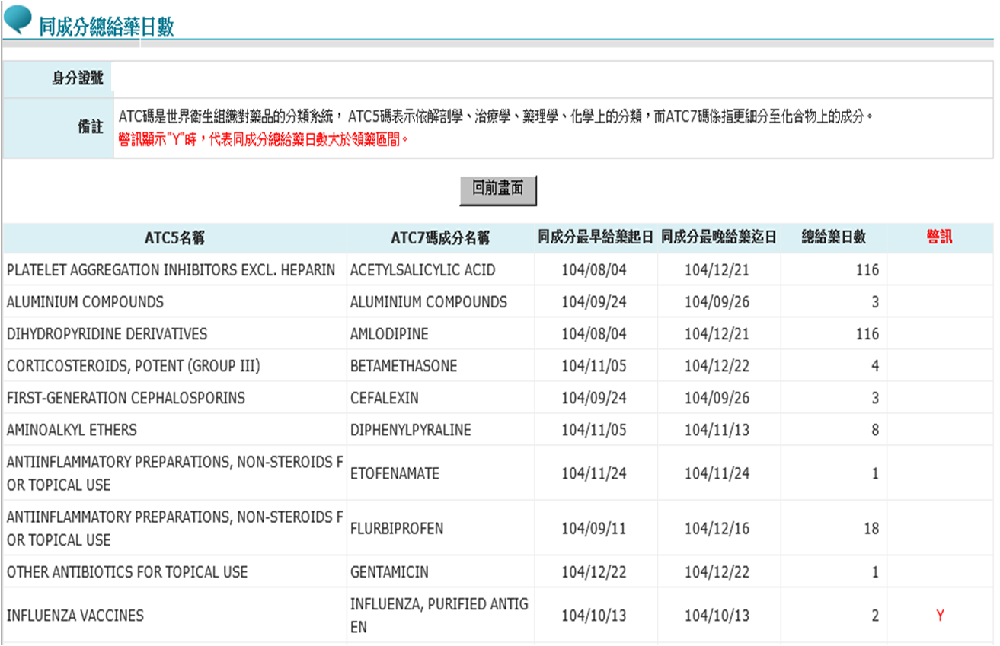 同成分總給藥日數
身分證號
備註
ATC碼是世界衛生組織對藥品的分類系統， ATC5碼表示依解剖學、治療學、藥理學、化學上的分類，而ATC7碼係指更細分至化合物上的成分。
警訊顯示"Y"時，代表同成分總給藥日數大於領藥區間。
回前畫面
ATC5名稱 ATC7碼成分名稱 同成分最早給藥起日 同成分最晚給藥迄日 總給藥日數 警訊
PLATELET AGGREGATION INHIBITORS EXCL. HEPARIN ACETYLSALICYLIC ACID 104/08/04 104/12/21 116
ALUMINIUM COMPOUNDS ALUMINIUM COMPOUNDS 104/09/24 104/09/26 3
DIHYDROPYRIDINE DERIVATIVES AMLODIPINE 104/08/04 104/12/21 116
CORTICOSTEROIDS, POTENT (GROUP III) BETAMETHASONE 104/11/05 104/12/22 4
FIRST-GENERATION CEPHALOSPORINS CEFALEXIN 104/09/24 104/09/26 3
AMINOALKYL ETHERS DIPHENYLPYRALINE 104/11/05 104/11/13 8
ANTIINFLAMMATORY PREPARATIONS, NON-STEROIDS F
OR TOPICAL USE
ETOFENAMATE 104/11/24 104/11/24 1
ANTIINFLAMMATORY PREPARATIONS, NON-STEROIDS F
OR TOPICAL USE
FLURBIPROFEN 104/09/11 104/12/16 18
OTHER ANTIBIOTICS FOR TOPICAL USE GENTAMICIN 104/12/22 104/12/22 1
INFLUENZA VACCINES
INFLUENZA, PURIFIED ANTIG
EN
104/10/13 104/10/13 2 Y